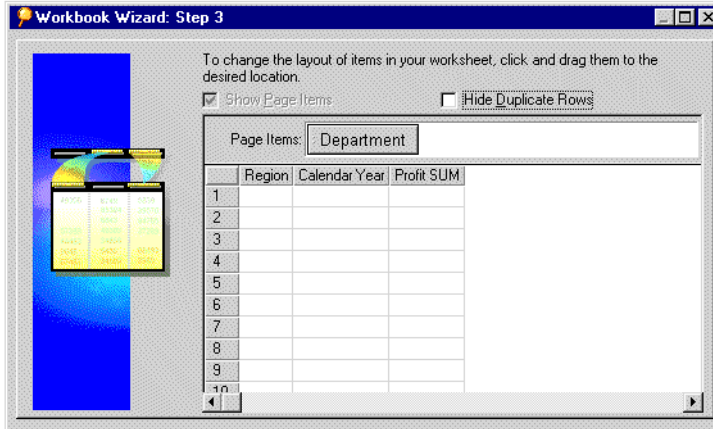 Workbook Wizard: Step 3
To change the layout of items in your worksheet, click and drag them to the
desired location.
Show Page Items Hide Duplicate Rows
Page Items: Department
Region Calendar Year Profit SUM
1
2
3
4
5
6
7
8
9
10